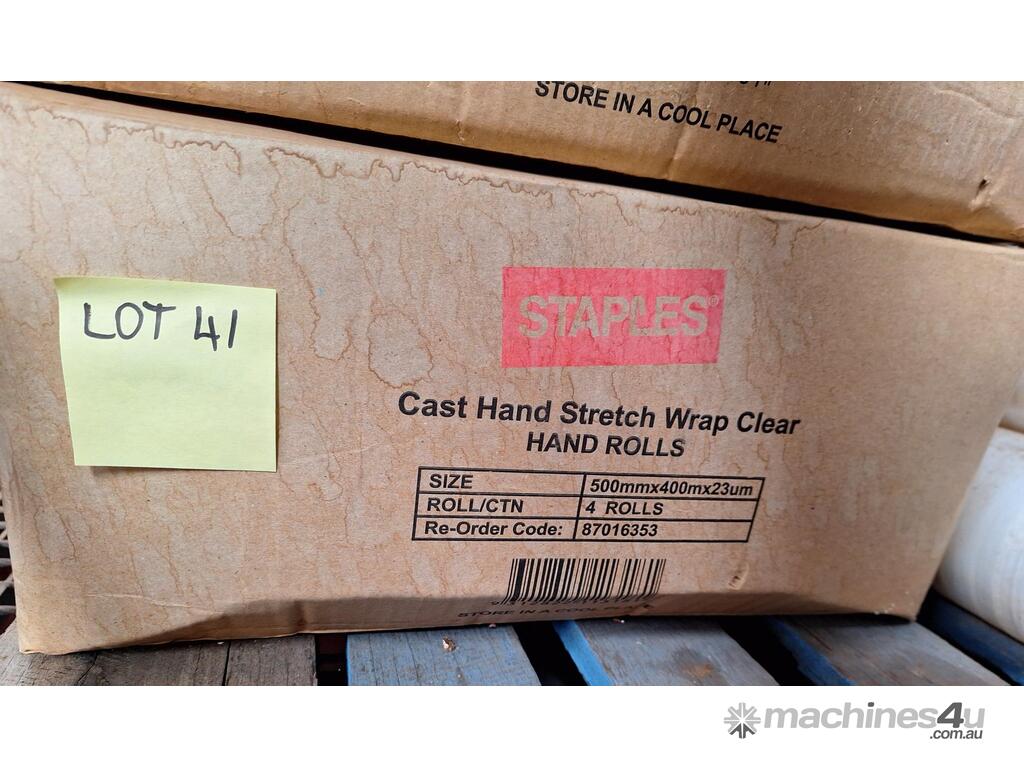 STORE IN A COOL PLACE
LOT 41
STAPLES®
Cast Hand Stretch Wrap Clear
HAND ROLLS
SIZE 500mmx400mx23um
ROLL/CTN 4 ROLLS
Re-Order Code: 87016353
STORE IN A COOL PLACE
machines4u
.com.au